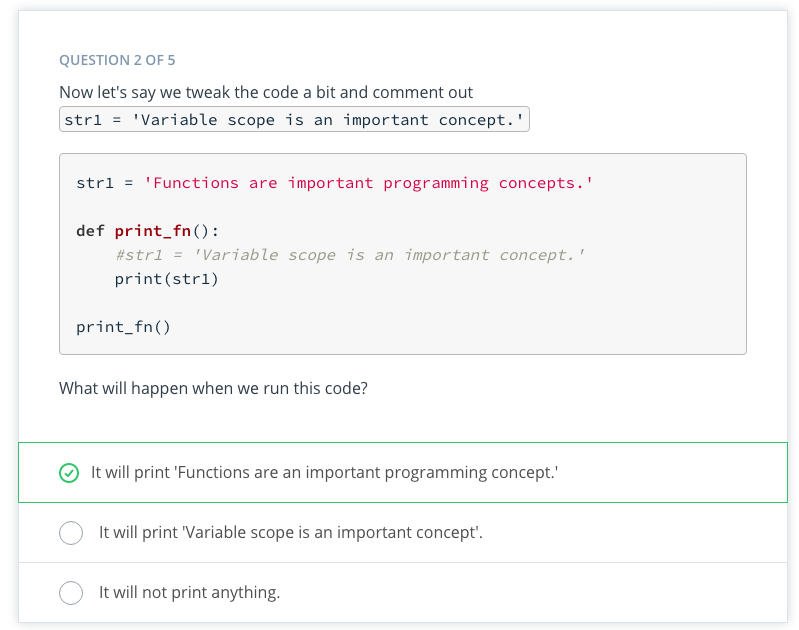 QUESTION 2 OF 5
Now let's say we tweak the code a bit and comment out
str1 = 'Variable scope is an important concept.'
str1 = 'Functions are important programming concepts.'
def print_fn():
#str1 = 'Variable scope is an important concept.'
print(str1)
print_fn()
What will happen when we run this code?
It will print 'Functions are an important programming concept.'
It will print 'Variable scope is an important concept'.
It will not print anything.